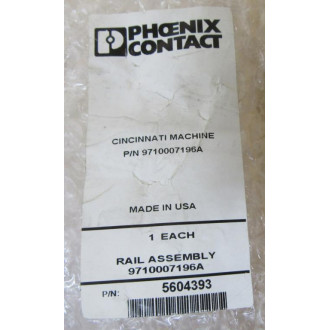 PHOENIX
CONTACT
CINCINNATI MACHINE
P/N 9710007196A
MADE IN USA
1 EACH
RAIL ASSEMBLY
9710007196A
P/N: 5604393